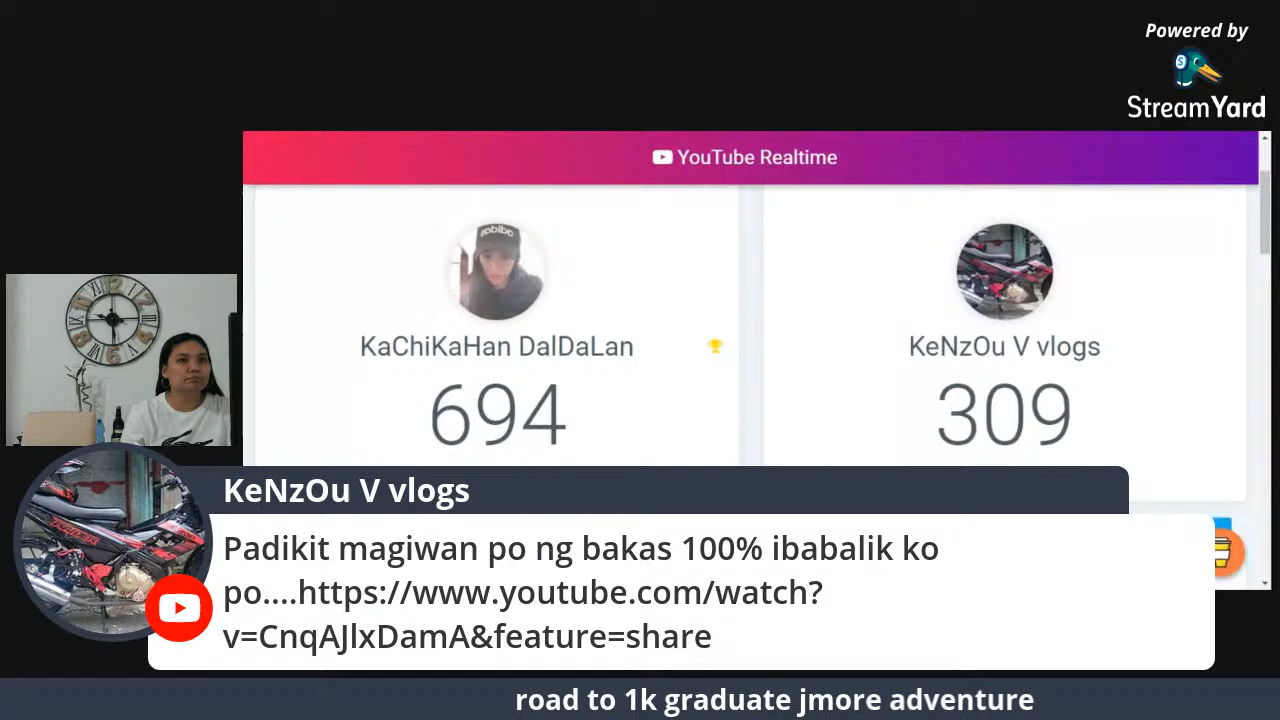 Powered by
StreamYard
YouTube Realtime
KaChiKaHan DalDaLan
694
KeNzOu V vlogs
309
KeNzOu V vlogs
Padikit magiwan po ng bakas 100% ibabalik ko
po....https://www.youtube.com/watch?
v=CnqAJlxDamA&feature=share
road to 1k graduate jmore adventure